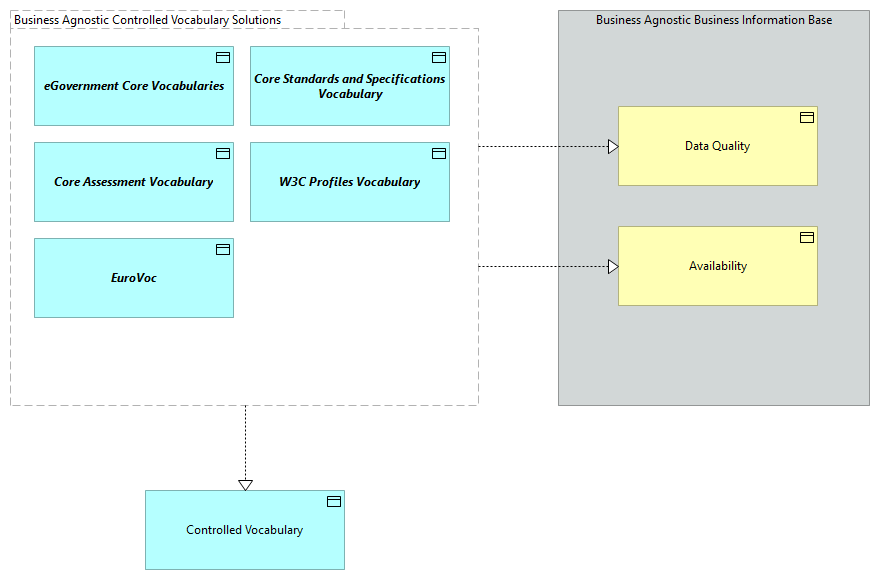 Business Agnostic Controlled Vocabulary Solutions
eGovernment Core Vocabularies
Core Standards and Specifications
Vocabulary
Core Assessment Vocabulary
W3C Profiles Vocabulary
EuroVoc
Business Agnostic Business Information Base
Data Quality
Availability
Controlled Vocabulary